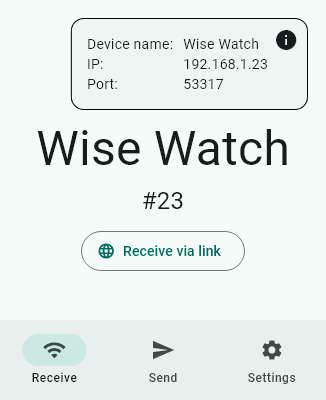 Device name: Wise Watch
IP: 192.168.1.23
Port: 53317
Wise Watch
#23
Receive via link
Receive Send Settings